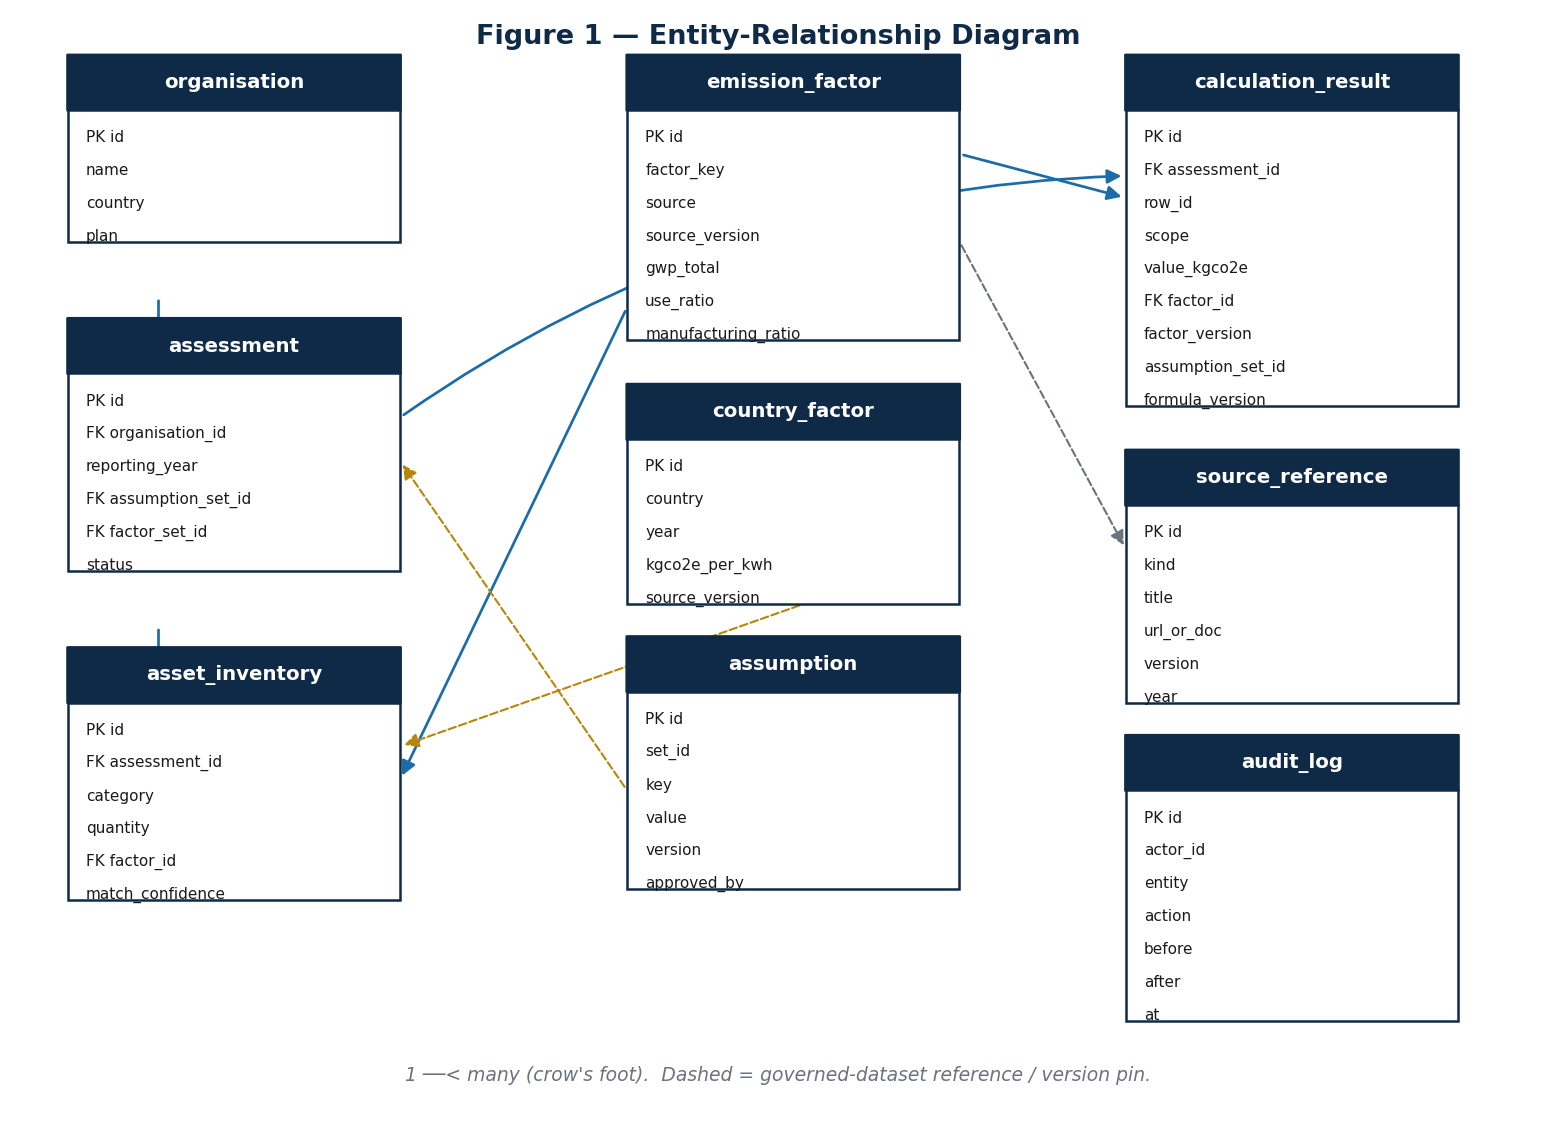 Figure 1 — Entity-Relationship Diagram
organisation
PK id
name
country
plan
assessment
PK id
FK organisation_id
reporting_year
FK assumption_set_id
FK factor_set_id
status
asset_inventory
PK id
FK assessment_id
category
quantity
FK factor_id
match_confidence
emission_factor
PK id
factor_key
source
source_version
gwp_total
use_ratio
manufacturing_ratio
country_factor
PK id
country
year
kgco2e_per_kwh
source_version
assumption
PK id
set_id
key
value
version
approved_by
calculation_result
PK id
FK assessment_id
row_id
scope
value_kgco2e
FK factor_id
factor_version
assumption_set_id
formula_version
source_reference
PK id
kind
title
url_or_doc
version
year
audit_log
PK id
actor_id
entity
action
before
after
at
1 ──< many (crow's foot).  Dashed = governed-dataset reference / version pin.